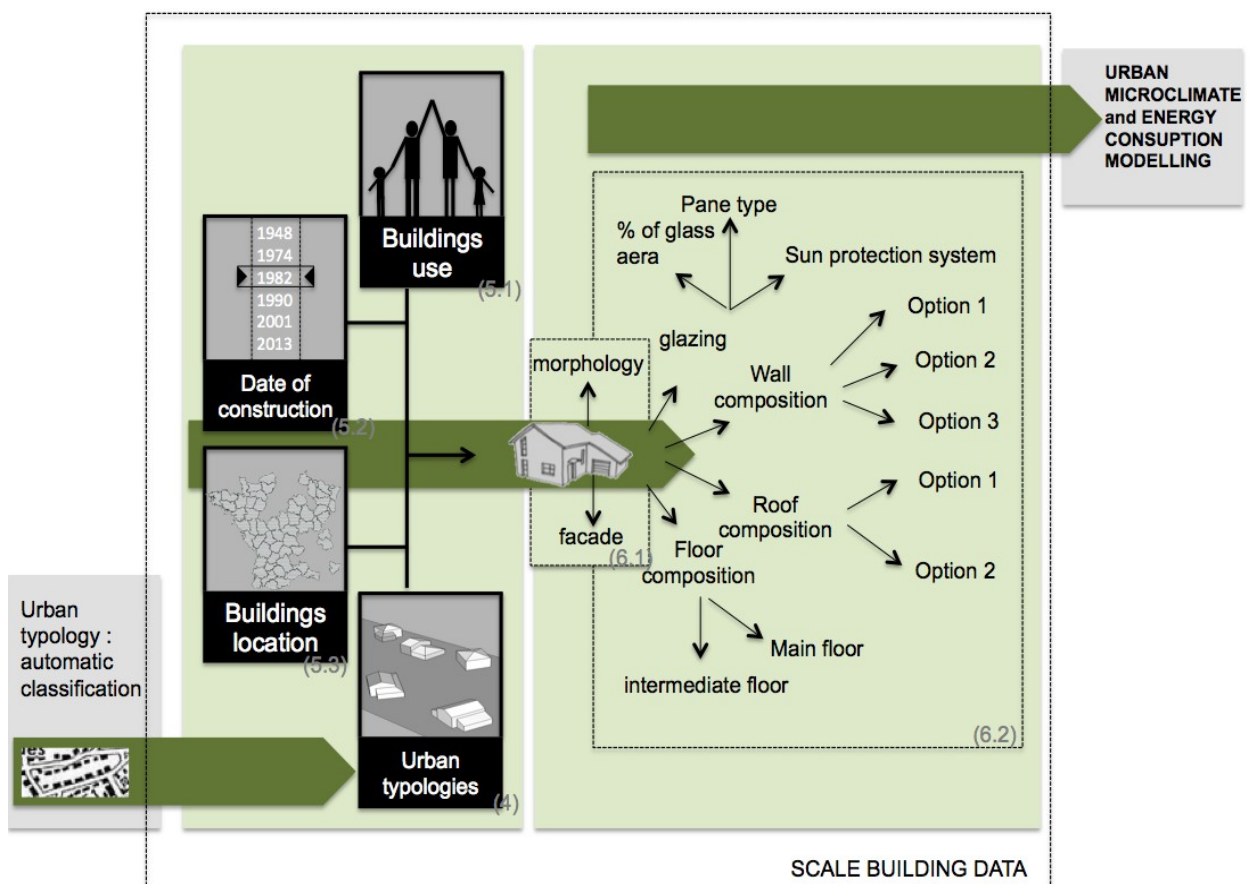 URBAN
MICROCLIMATE
and ENERGY
CONSUPTION
MODELLING
Buildings
use
(5.1)
1948
1974
1982
1990
2001
2013
Date of
construction
(5.2)
Buildings
location
(5.3)
Urban
typologies
(4)
Urban
typology :
automatic
classification
Pane type
% of glass
aera
Sun protection system
glazing
morphology
facade
(6.1)
Wall
composition
Option 1
Option 2
Option 3
Roof
composition
Option 1
Option 2
Floor
composition
Main floor
intermediate floor
(6.2)
SCALE BUILDING DATA